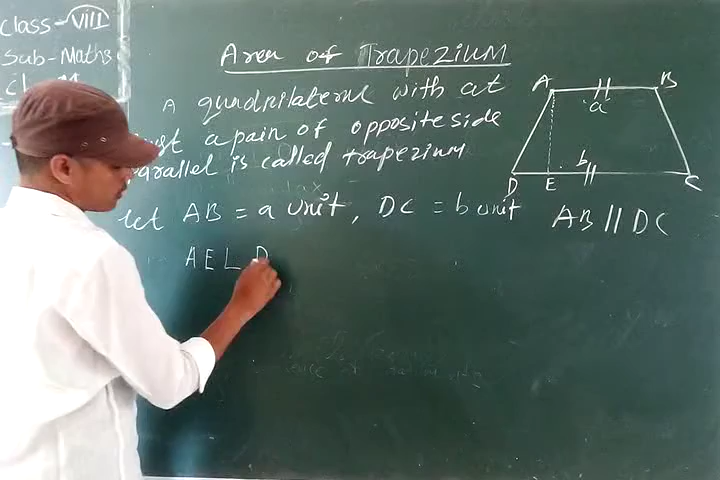 Class - VIII
Sub - Maths
Area of Trapezium
A quadrilateral with at
a pair of opposite side
parallel is called trapezium
let AB = a unit, DC = b unit AB || DC
AE ⊥ D
A B
a
b
D E C